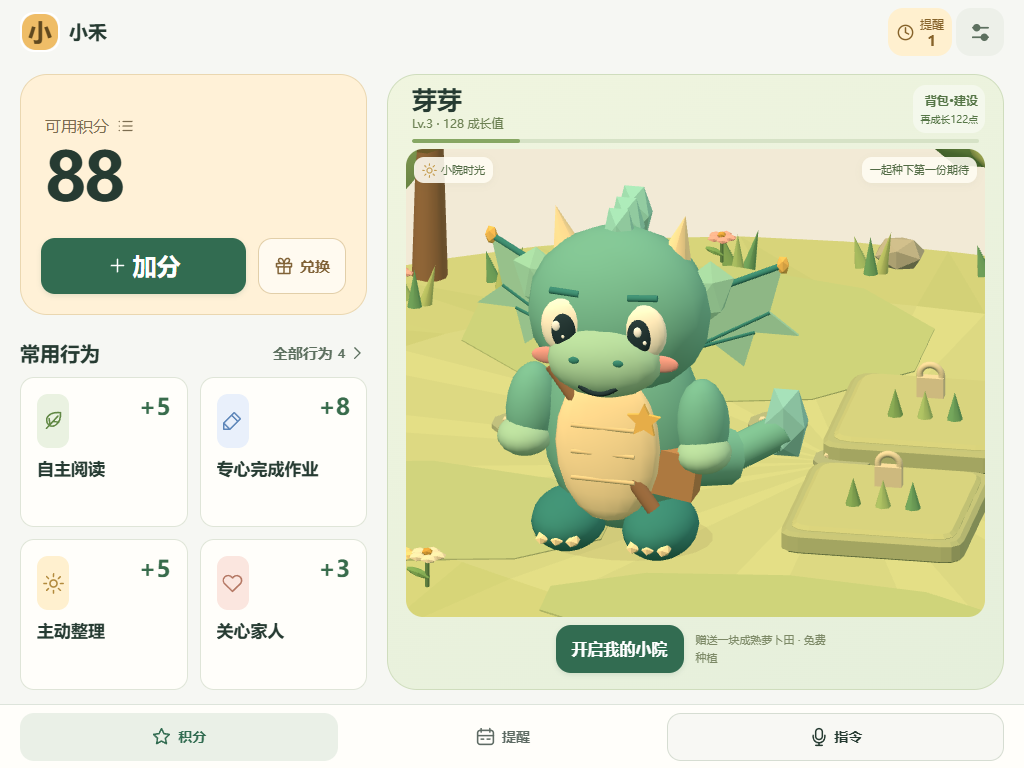 小 小禾
提醒
1
可用积分
88
+ 加分
兑换
常用行为
全部行为 4
+5
自主阅读
+8
专心完成作业
+5
主动整理
+3
关心家人
芽芽
Lv.3 · 128 成长值
背包•建设
再成长122点
小院时光
一起种下第一份期待
开启我的小院
赠送一块成熟萝卜田 · 免费
种植
积分
提醒
指令